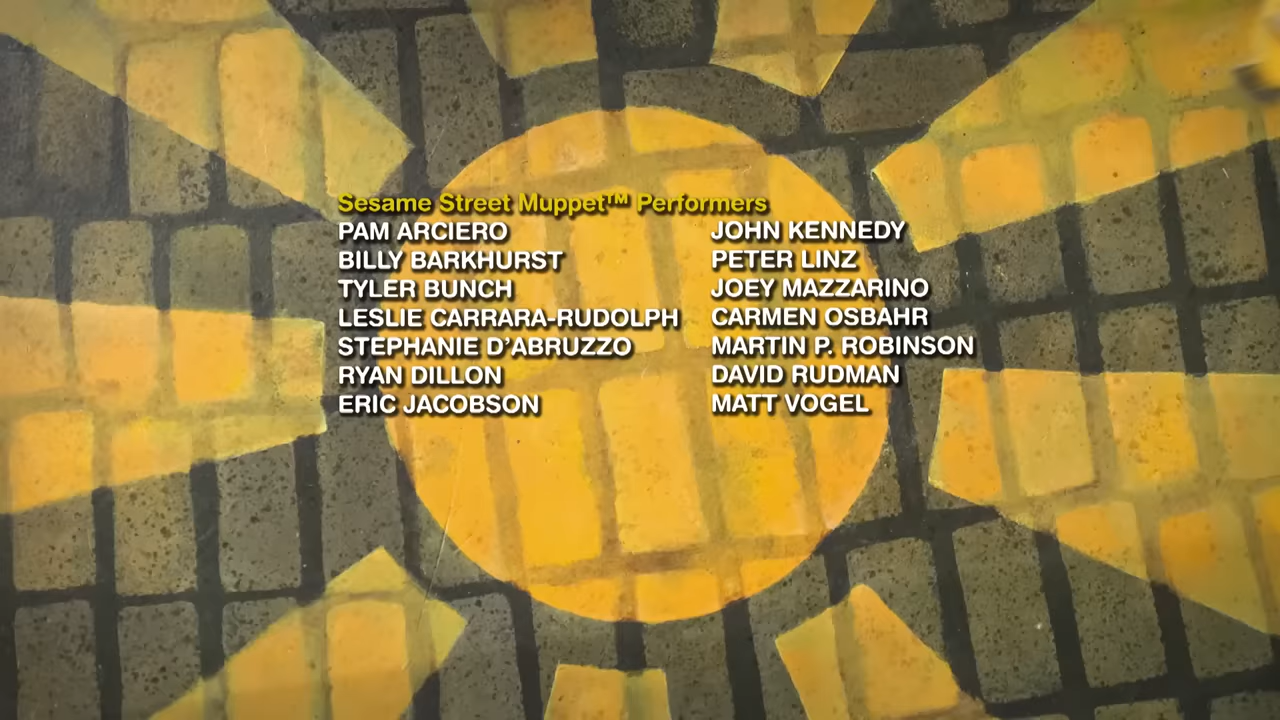 Sesame Street Muppet™ Performers
PAM ARCIERO
BILLY BARKHURST
TYLER BUNCH
LESLIE CARRARA-RUDOLPH
STEPHANIE D'ABRUZZO
RYAN DILLON
ERIC JACOBSON
JOHN KENNEDY
PETER LINZ
JOEY MAZZARINO
CARMEN OSBAHR
MARTIN P. ROBINSON
DAVID RUDMAN
MATT VOGEL